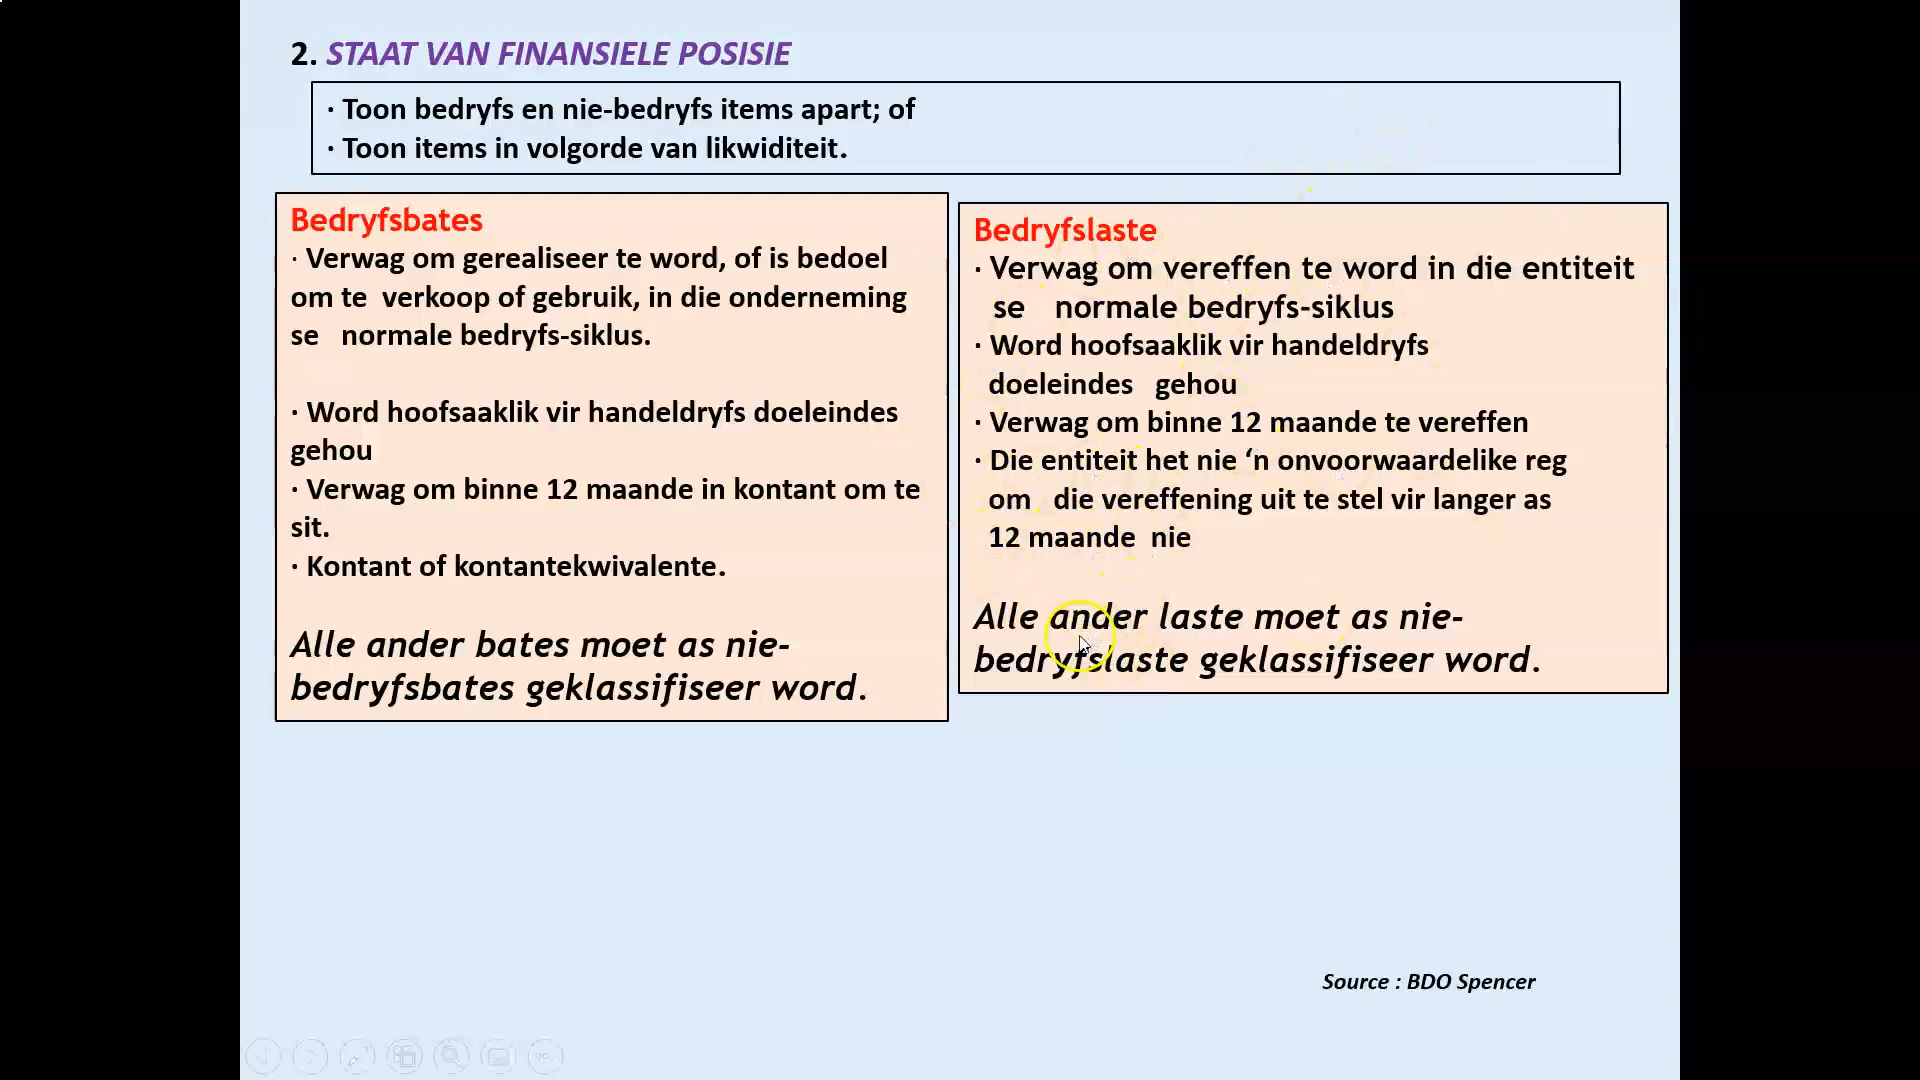 2. STAAT VAN FINANSIELE POSISIE
· Toon bedryfs en nie-bedryfs items apart; of
· Toon items in volgorde van likwiditeit.
Bedryfsbates
· Verwag om gerealiseer te word, of is bedoel
om te verkoop of gebruik, in die onderneming
se normale bedryfs-siklus.
· Word hoofsaaklik vir handeldryfs doeleindes
gehou
· Verwag om binne 12 maande in kontant om te
sit.
· Kontant of kontantekwivalente.
Alle ander bates moet as nie-
bedryfsbates geklassifiseer word.
Bedryfslaste
· Verwag om vereffen te word in die entiteit
se normale bedryfs-siklus
· Word hoofsaaklik vir handeldryfs
doeleindes gehou
· Verwag om binne 12 maande te vereffen
· Die entiteit het nie ‘n onvoorwaardelike reg
om die vereffening uit te stel vir langer as
12 maande nie
Alle ander laste moet as nie-
bedryfslaste geklassifiseer word.
Source : BDO Spencer